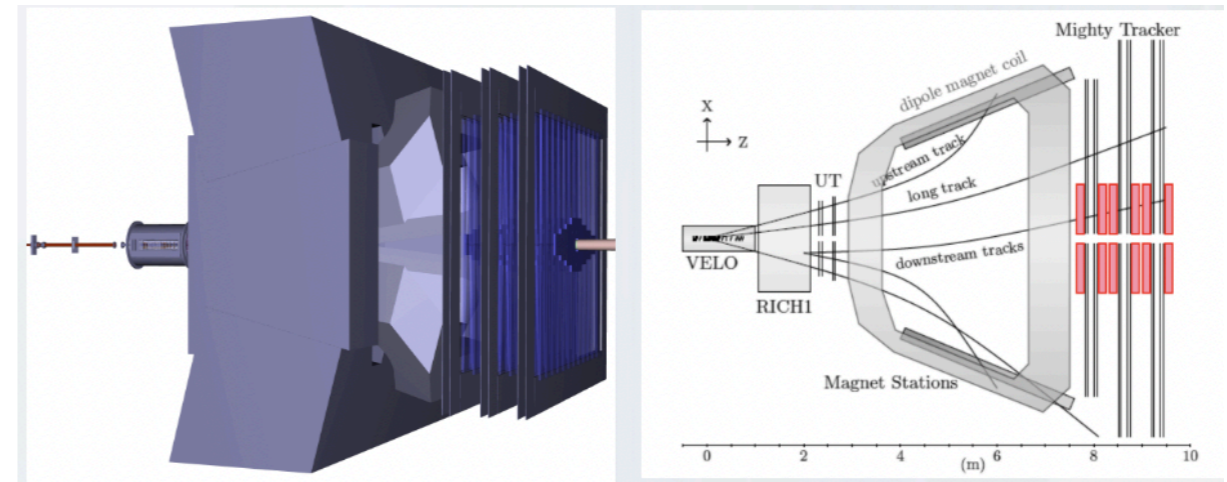 Mighty Tracker
dipole magnet coil
X
Z
upstream track
UT
long track
VELO
downstream tracks
RICH1
Magnet Stations
0 2 4 6 8 10
(m)